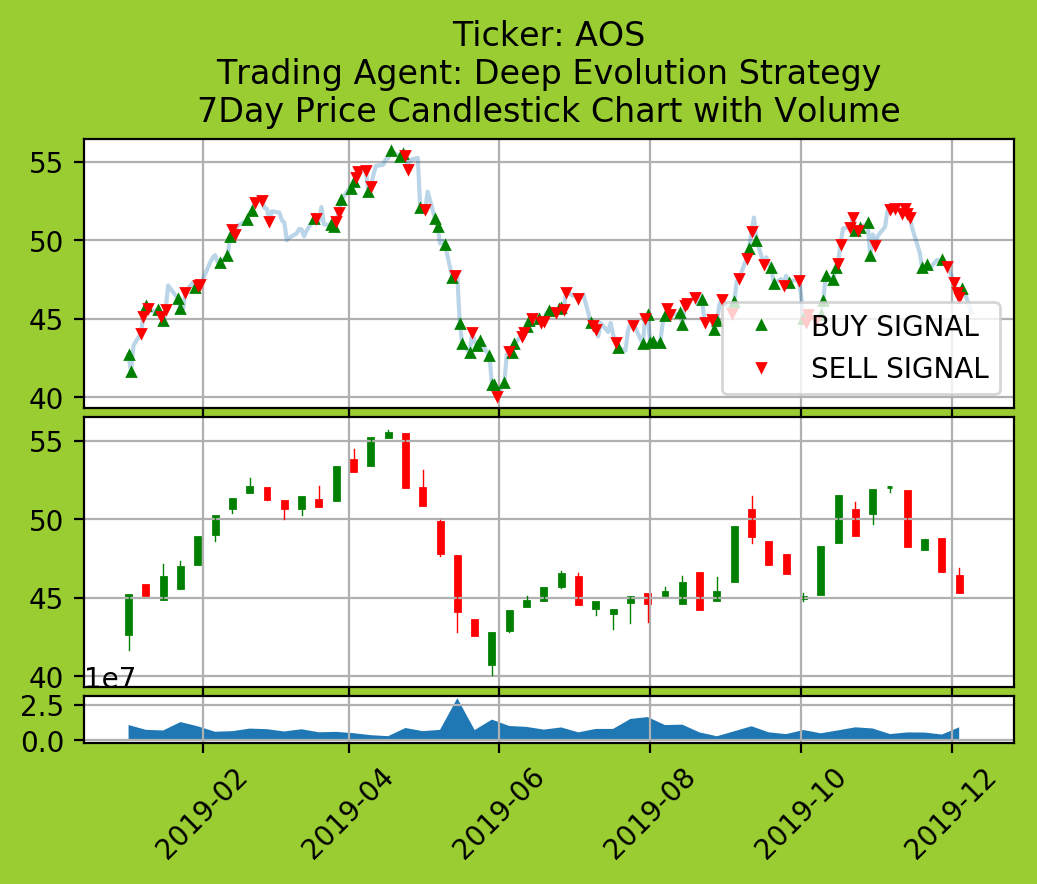 Ticker: AOS
Trading Agent: Deep Evolution Strategy
7Day Price Candlestick Chart with Volume
55
50
45
40
BUY SIGNAL
SELL SIGNAL
55
50
45
40
1e7
2.5
0.0
2019-02
2019-04
2019-06
2019-08
2019-10
2019-12